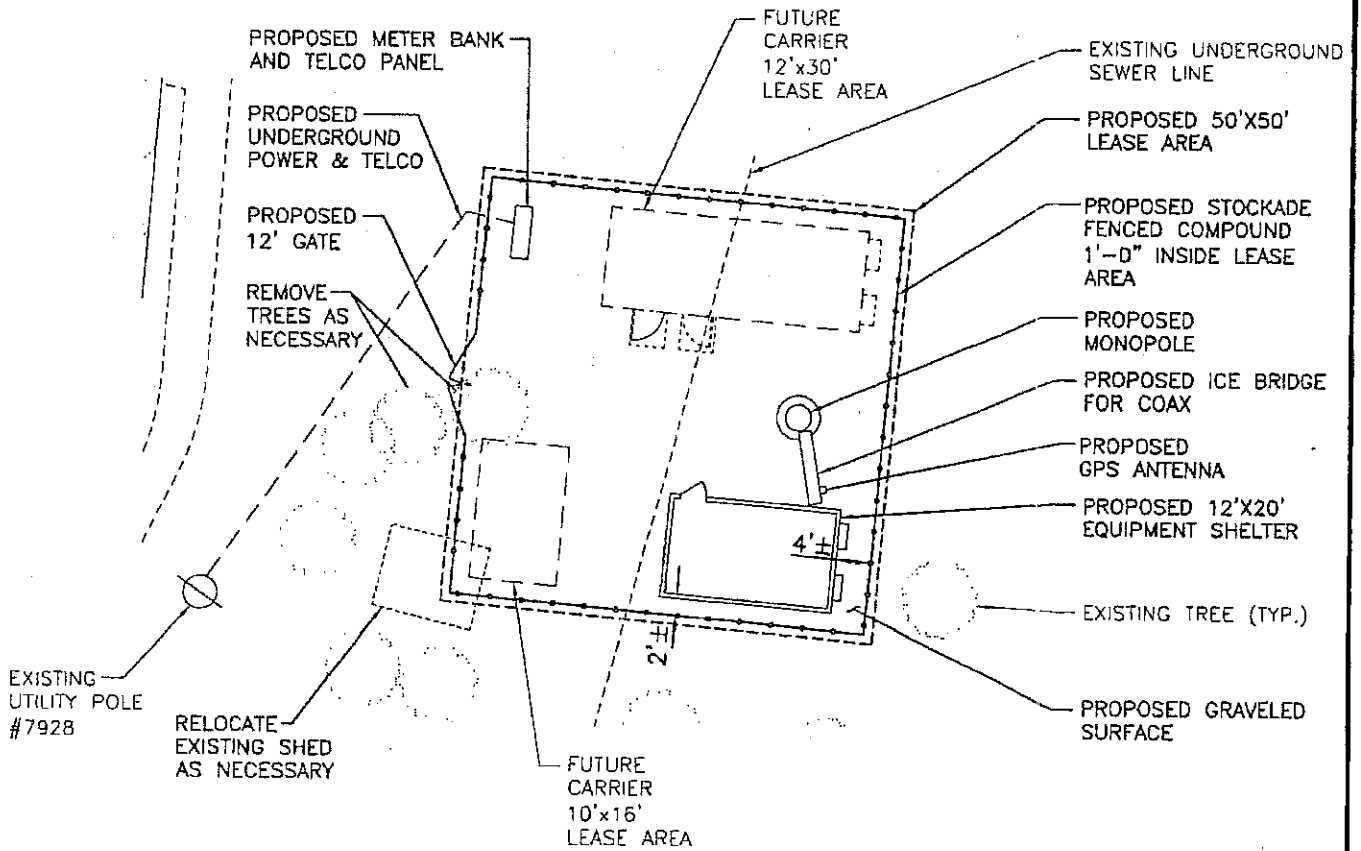 PROPOSED METER BANK
AND TELCO PANEL
PROPOSED
UNDERGROUND
POWER & TELCO
PROPOSED
12' GATE
REMOVE
TREES AS
NECESSARY
FUTURE
CARRIER
12'x30'
LEASE AREA
EXISTING UNDERGROUND
SEWER LINE
PROPOSED 50'X50'
LEASE AREA
PROPOSED STOCKADE
FENCED COMPOUND
1'-0" INSIDE LEASE
AREA
PROPOSED
MONOPOLE
PROPOSED ICE BRIDGE
FOR COAX
PROPOSED
GPS ANTENNA
PROPOSED 12'X20'
EQUIPMENT SHELTER
4'±
2'±
EXISTING TREE (TYP.)
PROPOSED GRAVELED
SURFACE
EXISTING
UTILITY POLE
#7928
RELOCATE
EXISTING SHED
AS NECESSARY
FUTURE
CARRIER
10'x16'
LEASE AREA